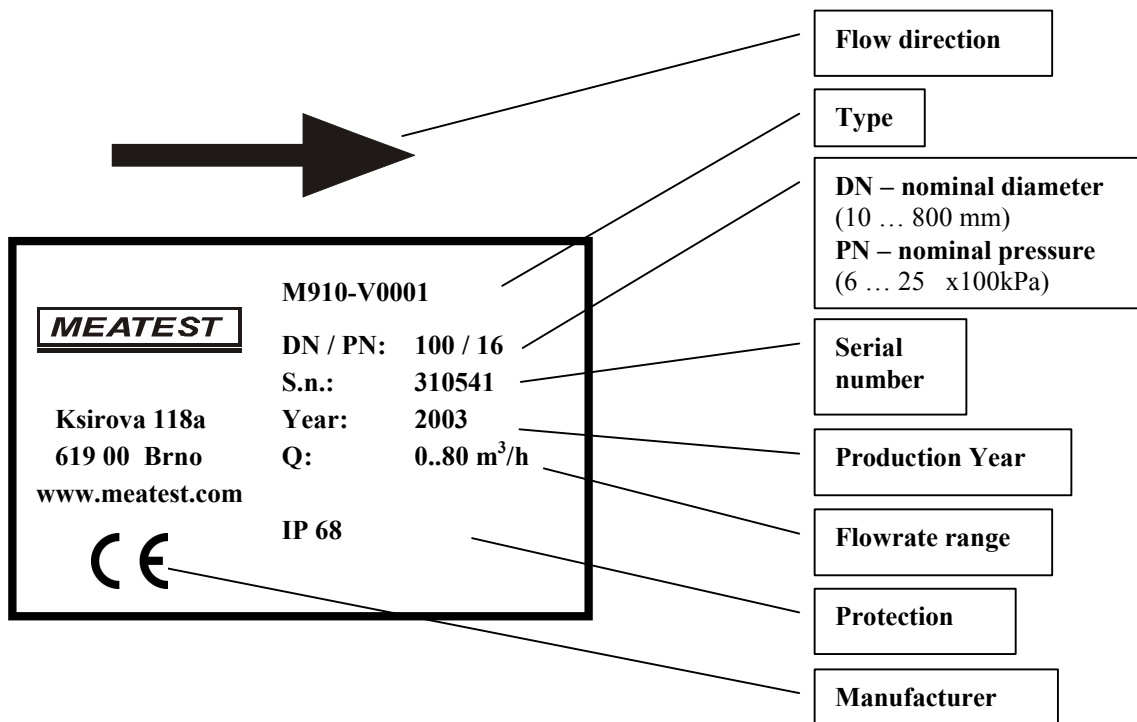 Flow direction
Type
DN – nominal diameter
(10 … 800 mm)
PN – nominal pressure
(6 … 25 x100kPa)
Serial
number
Production Year
Flowrate range
Protection
Manufacturer
MEATEST
Ksirova 118a
619 00 Brno
www.meatest.com
CE
M910-V0001
DN / PN: 100 / 16
S.n.: 310541
Year: 2003
Q: 0..80 m³/h
IP 68